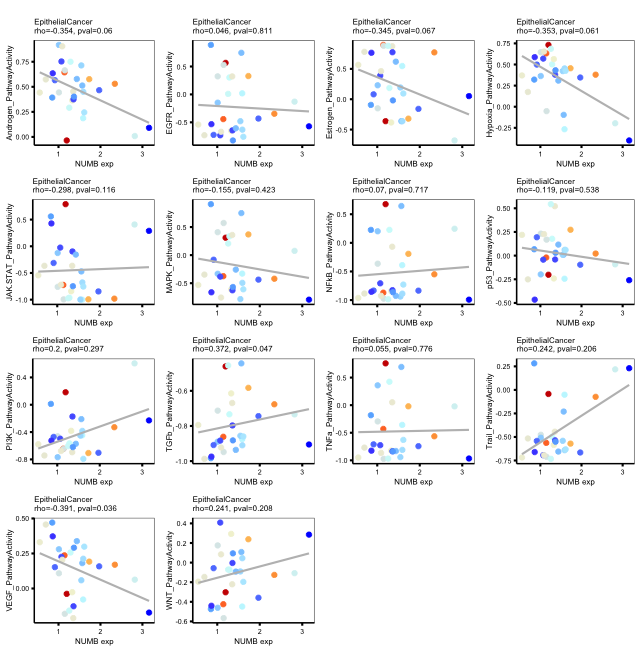 EpithelialCancer
rho=-0.354, pval=0.06
EpithelialCancer
rho=0.046, pval=0.811
EpithelialCancer
rho=-0.345, pval=0.067
EpithelialCancer
rho=-0.353, pval=0.061
Androgen_PathwayActivity
0.75
0.50
0.25
0.00
1
2
3
NUMB exp
EGFR_PathwayActivity
0.5
0.0
-0.5
1
2
3
NUMB exp
Estrogen_PathwayActivity
0.5
0.0
-0.5
1
2
3
NUMB exp
Hypoxia_PathwayActivity
0.75
0.50
0.25
0.00
-0.25
1
2
3
NUMB exp
EpithelialCancer
rho=-0.298, pval=0.116
EpithelialCancer
rho=-0.155, pval=0.423
EpithelialCancer
rho=0.07, pval=0.717
EpithelialCancer
rho=-0.119, pval=0.538
JAK-STAT_PathwayActivity
0.5
0.0
-0.5
-1.0
1
2
3
NUMB exp
MAPK_PathwayActivity
0.5
0.0
-0.5
1
2
3
NUMB exp
NFkB_PathwayActivity
0.5
0.0
-0.5
-1.0
1
2
3
NUMB exp
p53_PathwayActivity
0.50
0.25
0.00
-0.25
-0.50
1
2
3
NUMB exp
EpithelialCancer
rho=0.2, pval=0.297
EpithelialCancer
rho=0.372, pval=0.047
EpithelialCancer
rho=0.055, pval=0.776
EpithelialCancer
rho=0.242, pval=0.206
PI3K_PathwayActivity
0.4
0.0
-0.4
-0.8
1
2
3
NUMB exp
TGFb_PathwayActivity
-0.6
-0.8
-1.0
1
2
3
NUMB exp
TNFa_PathwayActivity
0.5
0.0
-0.5
-1.0
1
2
3
NUMB exp
Trail_PathwayActivity
0.25
0.00
-0.25
-0.50
-0.75
1
2
3
NUMB exp
EpithelialCancer
rho=-0.391, pval=0.036
EpithelialCancer
rho=0.241, pval=0.208
VEGF_PathwayActivity
0.50
0.25
0.00
1
2
3
NUMB exp
WNT_PathwayActivity
0.4
0.2
0.0
-0.2
-0.4
-0.6
1
2
3
NUMB exp